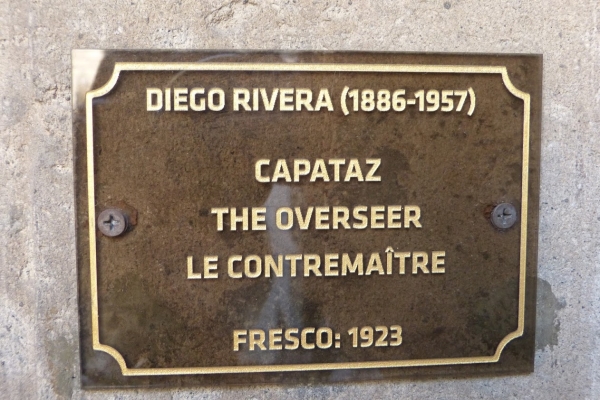 DIEGO RIVERA (1886-1957)
CAPATAZ
THE OVERSEER
LE CONTREMAÎTRE
FRESCO: 1923